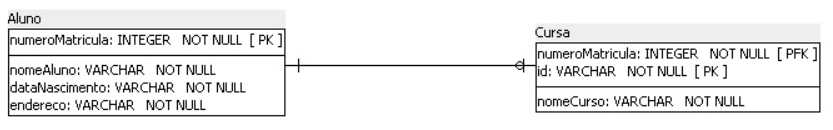 Aluno
numeroMatricula: INTEGER NOT NULL [ PK ]
nomeAluno: VARCHAR NOT NULL
dataNascimento: VARCHAR NOT NULL
endereco: VARCHAR NOT NULL
Cursa
numeroMatricula: INTEGER NOT NULL [ PFK ]
id: VARCHAR NOT NULL [ PK ]
nomeCurso: VARCHAR NOT NULL